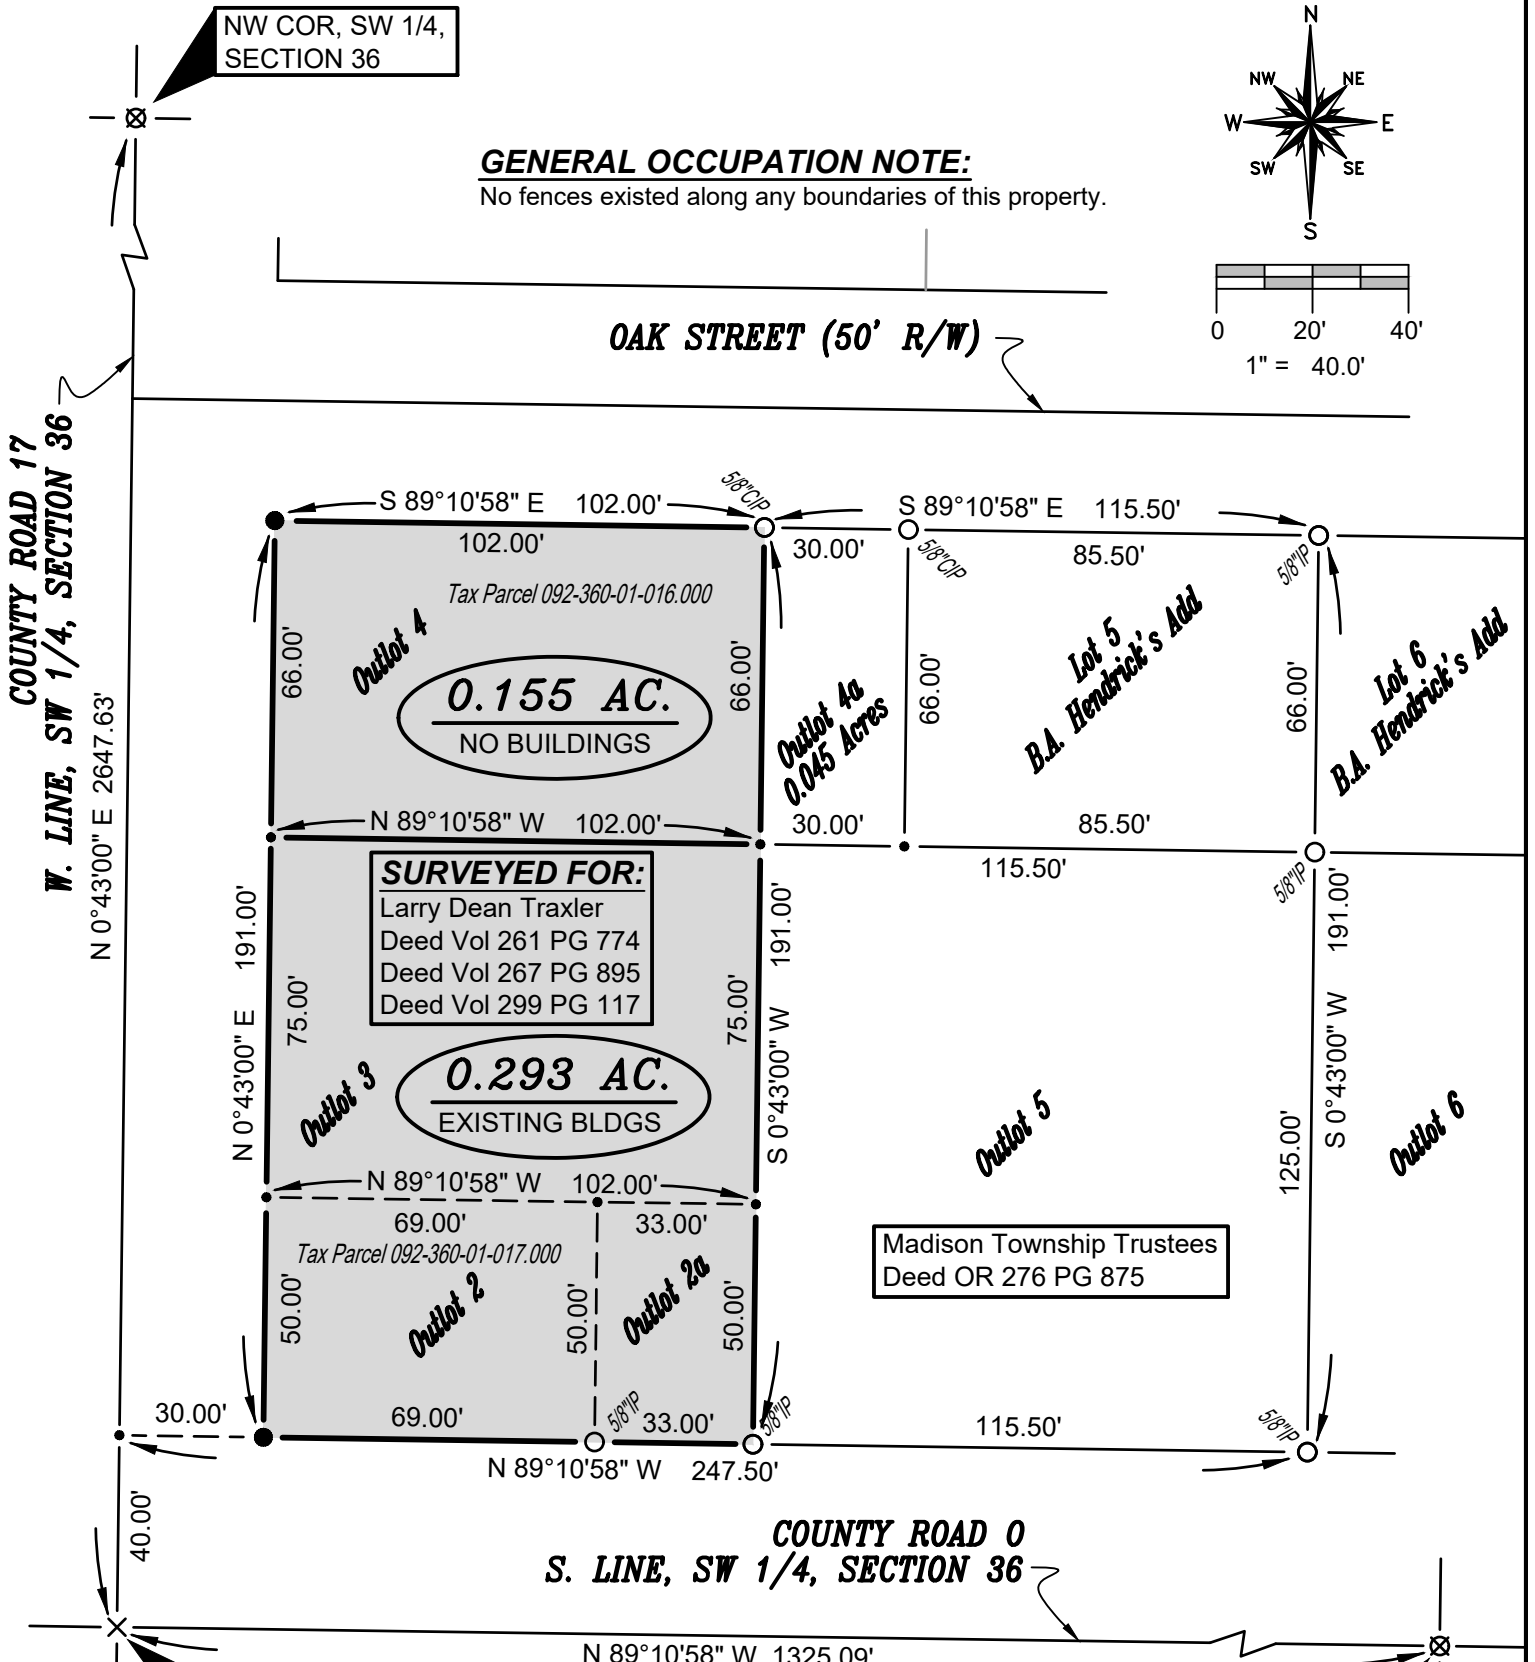 NW COR, SW 1/4,
SECTION 36
N
NW
NE
W
E
SW
SE
S
GENERAL OCCUPATION NOTE:
No fences existed along any boundaries of this property.
0 20' 40'
1" = 40.0'
OAK STREET (50' R/W)
COUNTY ROAD 17
W. LINE, SW 1/4, SECTION 36
N 0°43'00" E 2647.63'
S 89°10'58" E 102.00'
5/8"CIP
S 89°10'58" E 115.50'
102.00'
30.00'
5/8"CIP
85.50'
5/8"IP
Tax Parcel 092-360-01-016.000
Outlot 4
66.00'
66.00'
0.155 AC.
NO BUILDINGS
Outlot 4a
0.045 Acres
66.00'
Lot 5
B.A. Hendrick's Add
66.00'
Lot 6
B.A. Hendrick's Add
N 89°10'58" W 102.00'
30.00'
85.50'
115.50'
5/8"IP
SURVEYED FOR:
Larry Dean Traxler
Deed Vol 261 PG 774
Deed Vol 267 PG 895
Deed Vol 299 PG 117
N 0°43'00" E 191.00'
75.00'
75.00'
S 0°43'00" W 191.00'
S 0°43'00" W 191.00'
0.293 AC.
EXISTING BLDGS
Outlot 3
Outlot 5
125.00'
Outlot 6
N 89°10'58" W 102.00'
69.00'
33.00'
Tax Parcel 092-360-01-017.000
Outlot 2
Outlot 2a
50.00'
50.00'
50.00'
Madison Township Trustees
Deed OR 276 PG 875
30.00'
69.00'
5/8"IP
33.00'
5/8"IP
115.50'
5/8"IP
N 89°10'58" W 247.50'
40.00'
COUNTY ROAD O
S. LINE, SW 1/4, SECTION 36
N 89°10'58" W 1325.09'